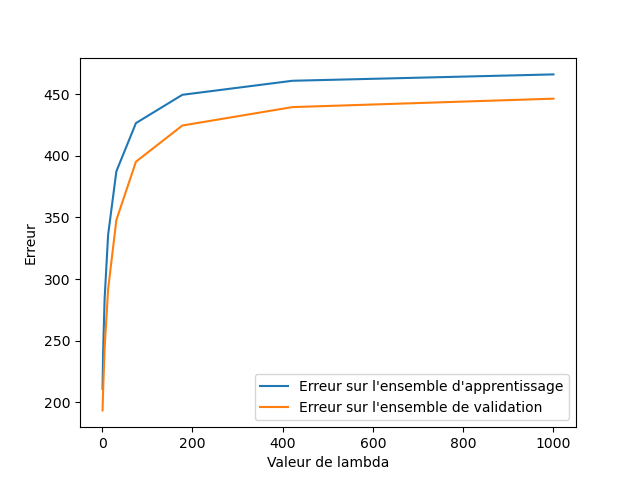 450
400
350
300
250
200
Erreur
Erreur sur l'ensemble d'apprentissage
Erreur sur l'ensemble de validation
0 200 400 600 800 1000
Valeur de lambda